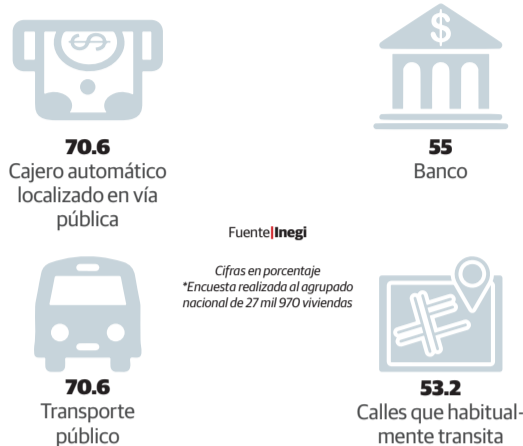 $
70.6
Cajero automático
localizado en vía
pública
$
55
Banco
Fuente|Inegi
Cifras en porcentaje
*Encuesta realizada al agrupado
nacional de 27 mil 970 viviendas
70.6
Transporte
público
53.2
Calles que habitual-
mente transita